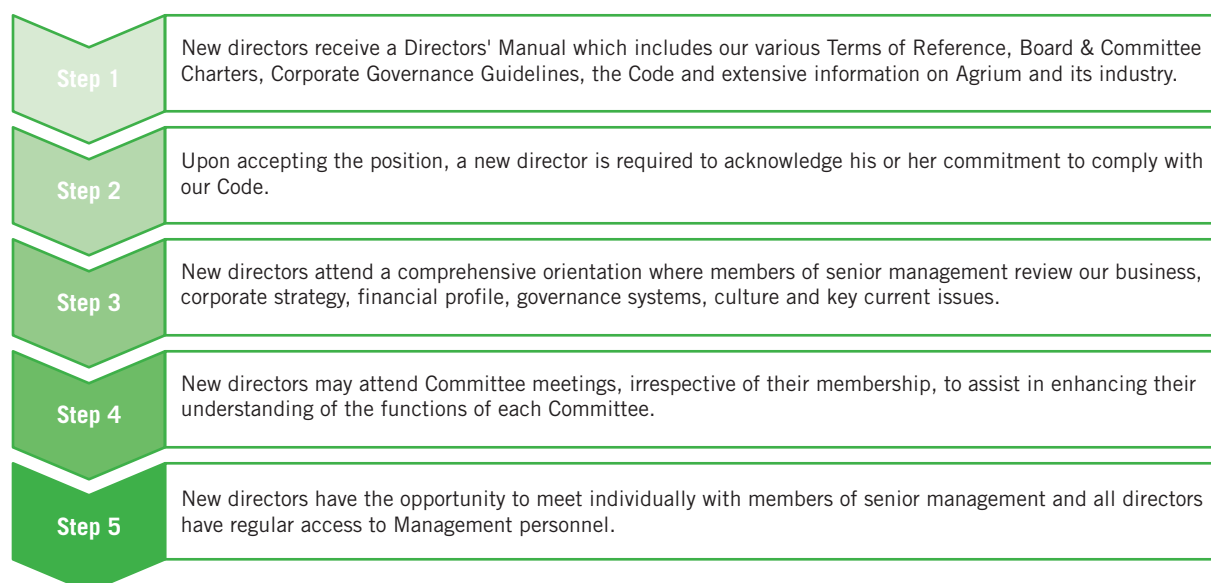 Step 1
New directors receive a Directors' Manual which includes our various Terms of Reference, Board & Committee
Charters, Corporate Governance Guidelines, the Code and extensive information on Agrium and its industry.
Step 2
Upon accepting the position, a new director is required to acknowledge his or her commitment to comply with
our Code.
Step 3
New directors attend a comprehensive orientation where members of senior management review our business,
corporate strategy, financial profile, governance systems, culture and key current issues.
Step 4
New directors may attend Committee meetings, irrespective of their membership, to assist in enhancing their
understanding of the functions of each Committee.
Step 5
New directors have the opportunity to meet individually with members of senior management and all directors
have regular access to Management personnel.